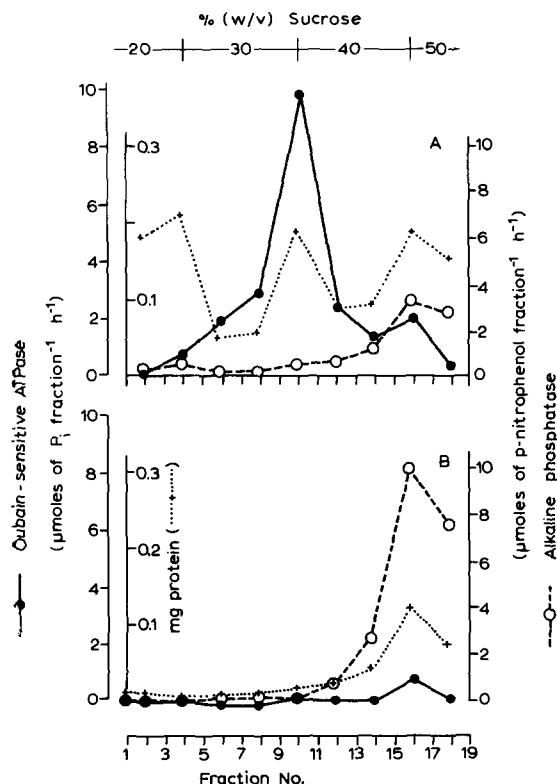 % (w/v) Sucrose
20 30 40 50
A
10
8
6
4
2
0
0.3
0.1
10
8
6
4
2
0
B
10
8
6
4
2
0
0.3
0.2
0.1
mg protein (+)
10
8
6
4
2
0
Oubain-sensitive ATPase
(μmoles of Pi fraction⁻¹ h⁻¹)
(μmoles of p-nitrophenol fraction⁻¹ h⁻¹)
Alkaline phosphatase
1 3 5 7 9 11 13 15 17 19
Fraction No.